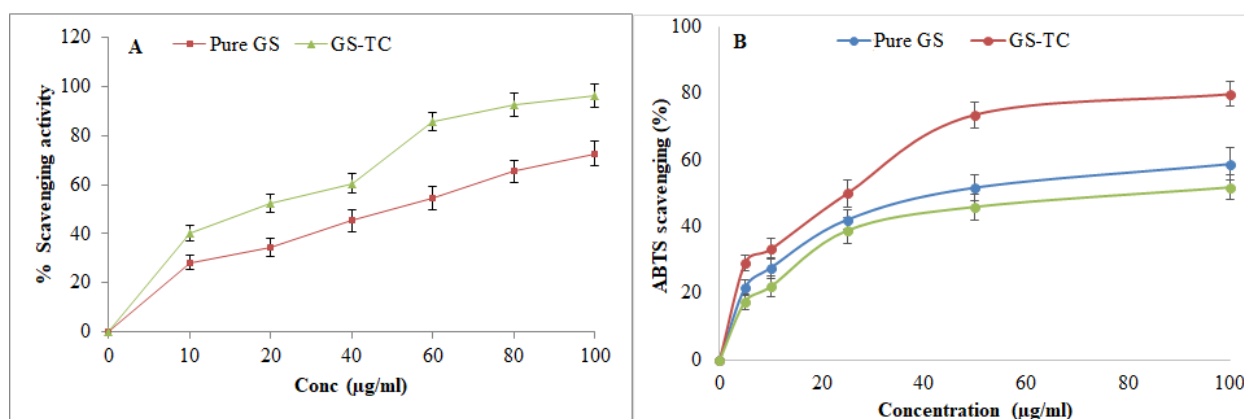 A
Pure GS
GS-TC
120
100
80
60
40
20
0
% Scavenging activity
0 10 20 40 60 80 100
Conc (µg/ml)
B
Pure GS
GS-TC
100
80
60
40
20
0
ABTS scavenging (%)
0 20 40 60 80 100
Concentration (µg/ml)